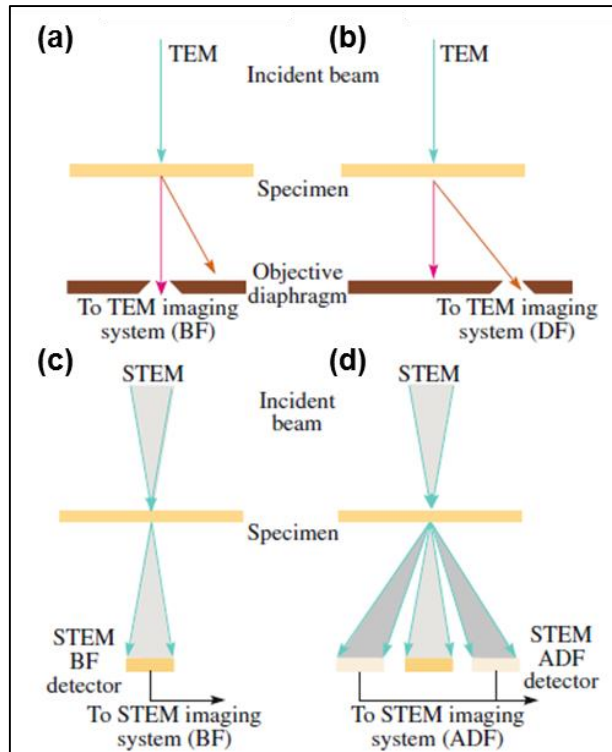 (a)
(b)
TEM
TEM
Incident beam
Specimen
Objective
diaphragm
To TEM imaging
system (BF)
To TEM imaging
system (DF)
(c)
(d)
STEM
STEM
Incident
beam
Specimen
STEM
BF
detector
STEM
ADF
detector
To STEM imaging
system (BF)
To STEM imaging
system (ADF)